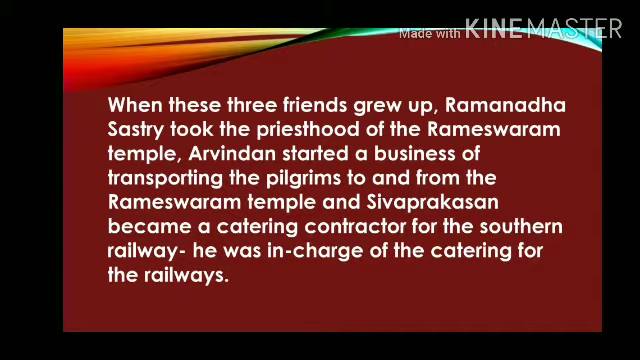 Made with KINEMASTER
When these three friends grew up, Ramanadha
Sastry took the priesthood of the Rameswaram
temple, Arvindan started a business of
transporting the pilgrims to and from the
Rameswaram temple and Sivaprakasan
became a catering contractor for the southern
railway- he was in-charge of the catering for
the railways.